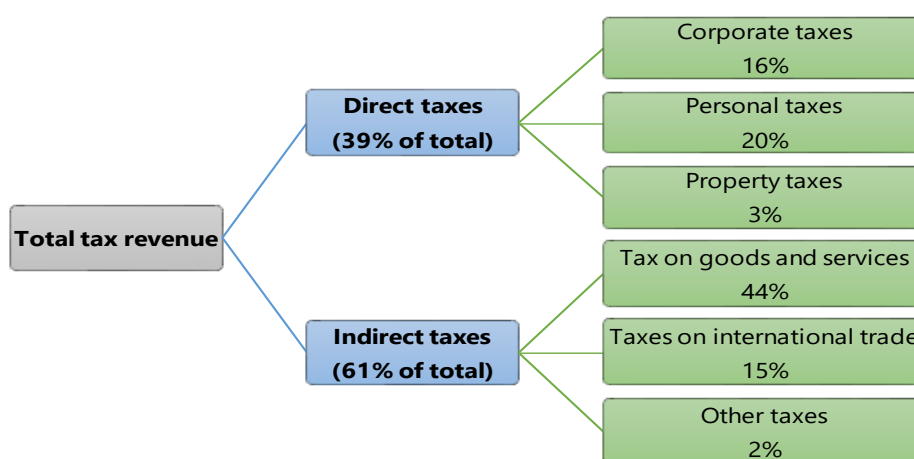 Total tax revenue
Direct taxes
(39% of total)
Corporate taxes
16%
Personal taxes
20%
Property taxes
3%
Indirect taxes
(61% of total)
Tax on goods and services
44%
Taxes on international trade
15%
Other taxes
2%